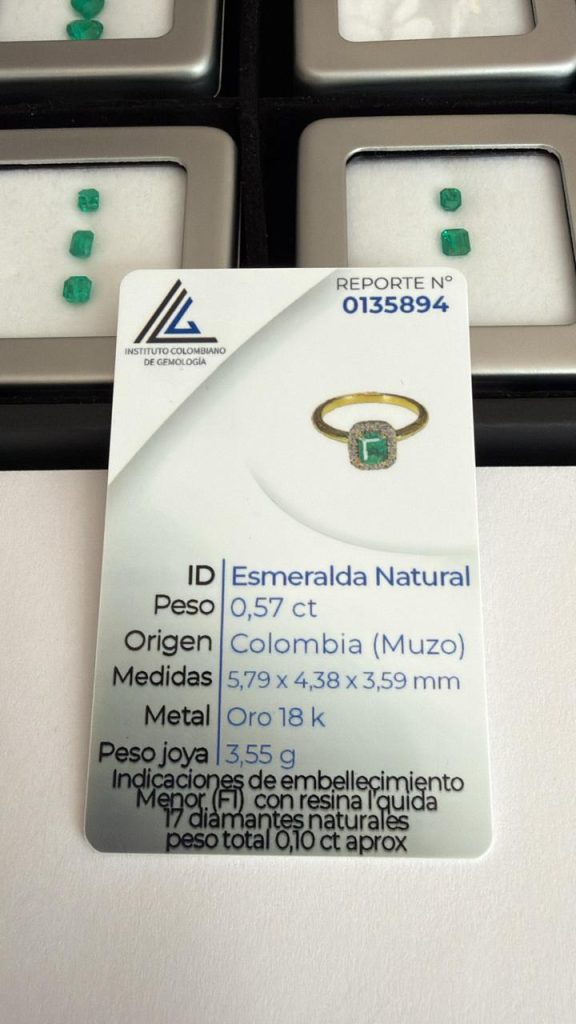 INSTITUTO COLOMBIANO
DE GEMOLOGÍA
REPORTE Nº
0135894
ID Esmeralda Natural
Peso 0,57 ct
Origen Colombia (Muzo)
Medidas 5,79 x 4,38 x 3,59 mm
Metal Oro 18 k
Peso joya 3,55 g
Indicaciones de embellecimiento
Menor (F1) con resina l'quida
17 diamantes naturales
peso total 0,10 ct aprox